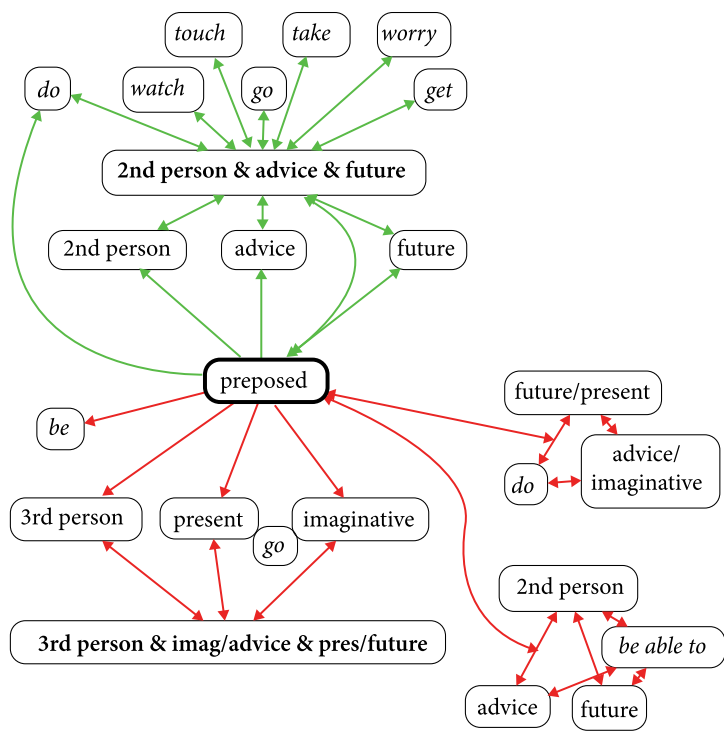 touch
take
worry
do
watch
go
get
2nd person & advice & future
2nd person
advice
future
preposed
be
future/present
advice/
imaginative
do
3rd person
present
imaginative
go
3rd person & imag/advice & pres/future
2nd person
be able to
advice
future